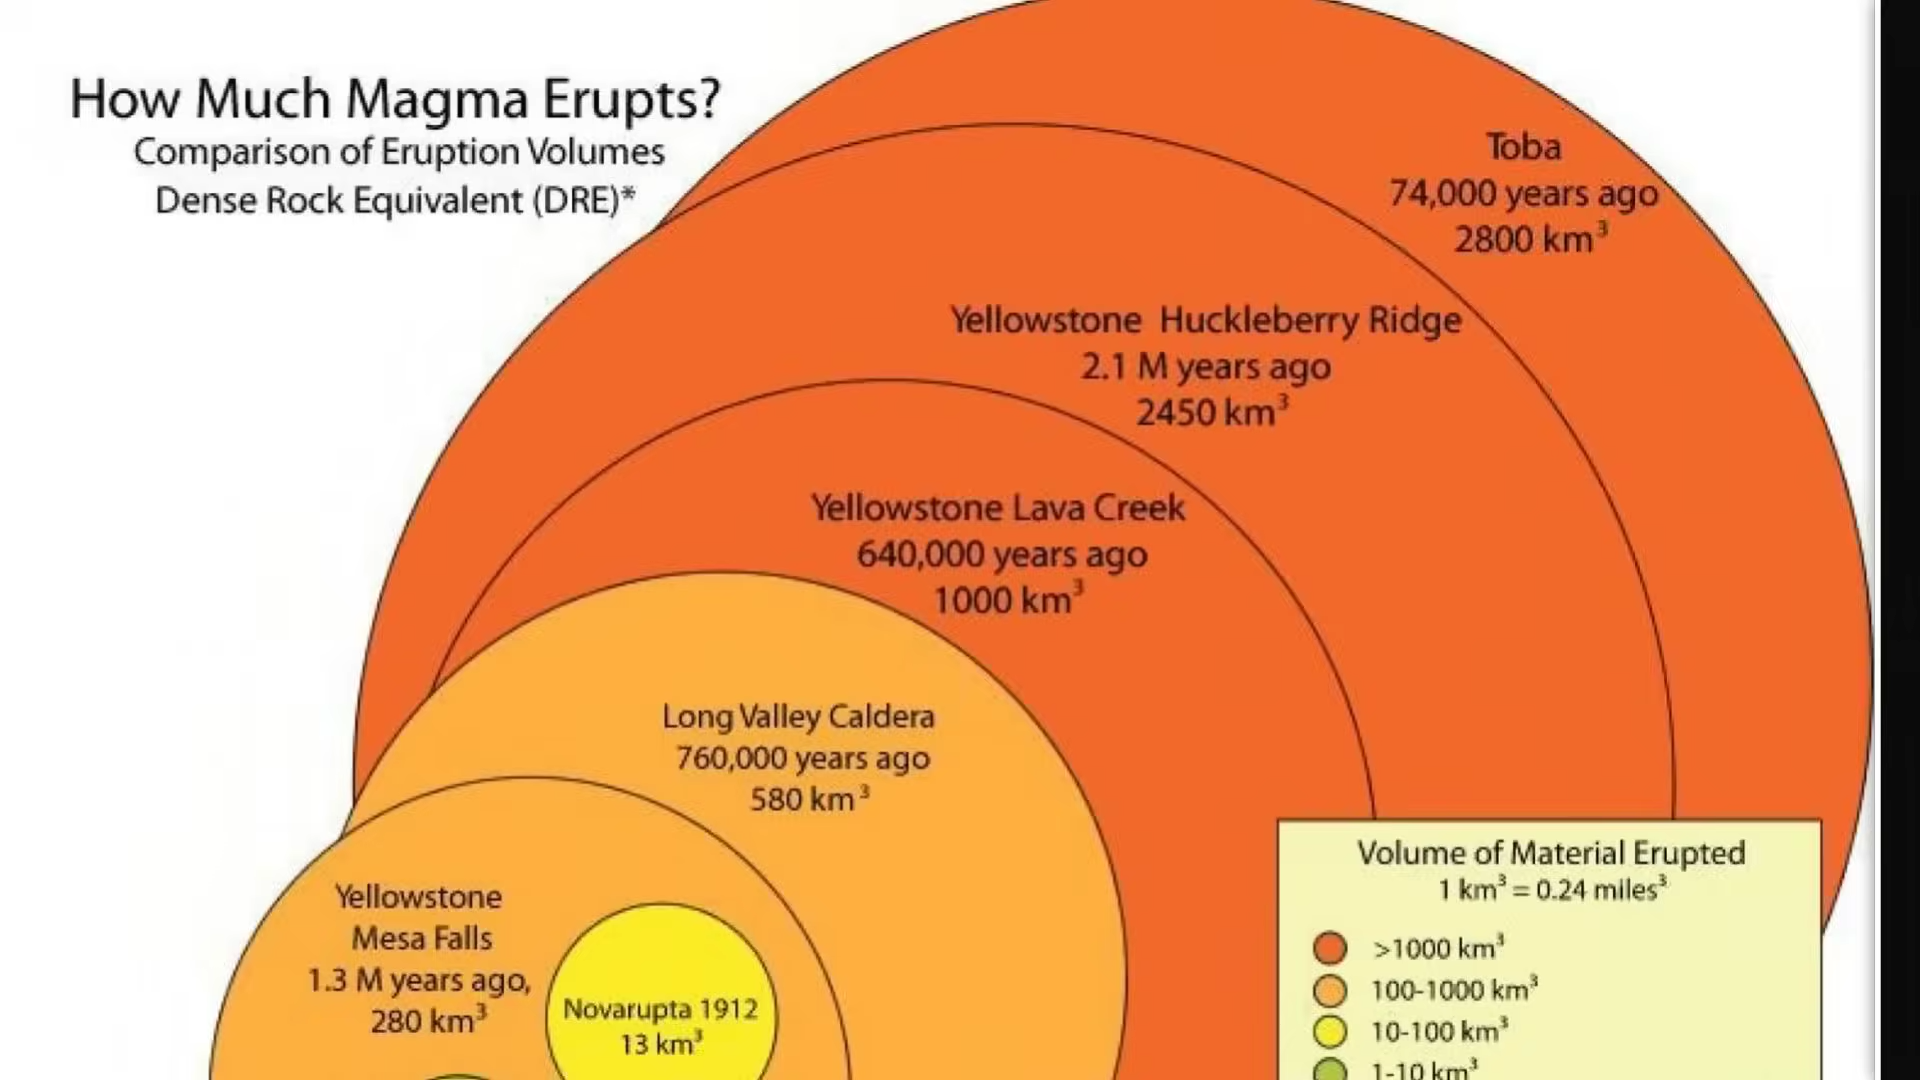 How Much Magma Erupts?
Comparison of Eruption Volumes
Dense Rock Equivalent (DRE)*
Toba
74,000 years ago
2800 km³
Yellowstone Huckleberry Ridge
2.1 M years ago
2450 km³
Yellowstone Lava Creek
640,000 years ago
1000 km³
Long Valley Caldera
760,000 years ago
580 km³
Yellowstone
Mesa Falls
1.3 M years ago,
280 km³
Novarupta 1912
13 km³
Volume of Material Erupted
1 km³ = 0.24 miles³
>1000 km³
100-1000 km³
10-100 km³
1-10 km³